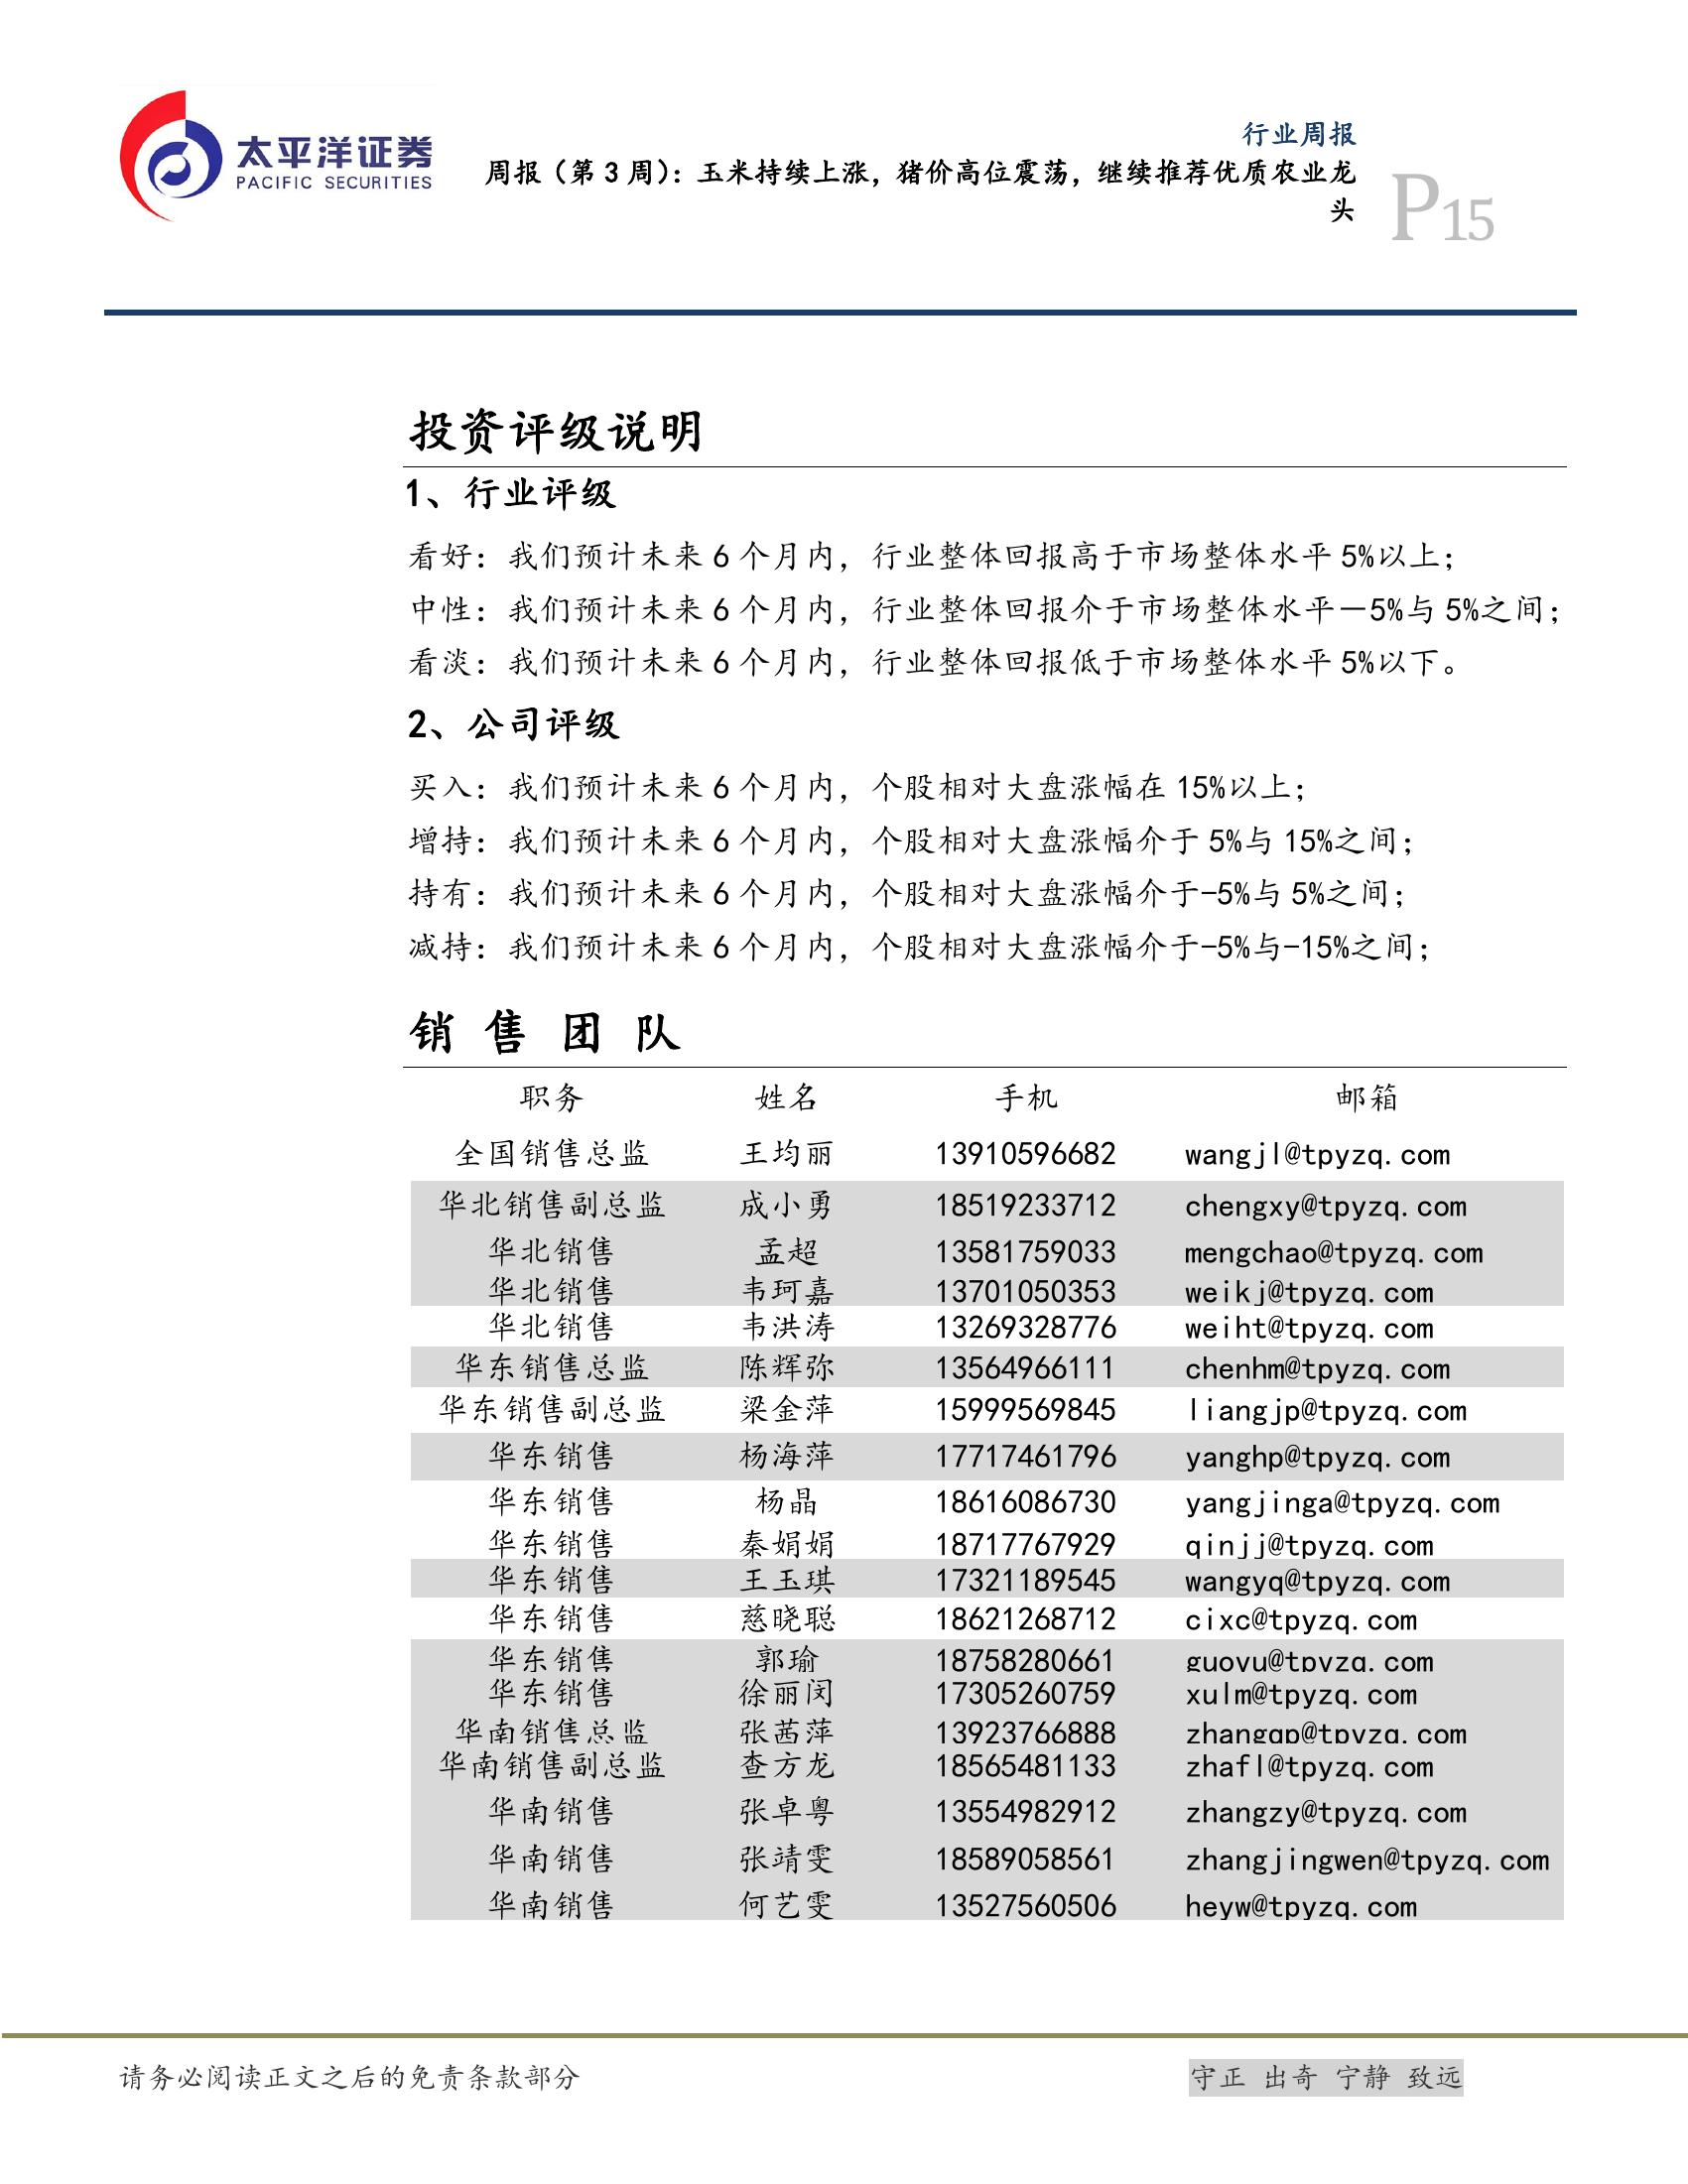 太平洋证券
PACIFIC SECURITIES
行业周报
周报（第 3 周）：玉米持续上涨，猪价高位震荡，继续推荐优质农业龙
头
P15
投资评级说明
1、行业评级
看好：我们预计未来 6 个月内，行业整体回报高于市场整体水平 5%以上；
中性：我们预计未来 6 个月内，行业整体回报介于市场整体水平－5%与 5%之间；
看淡：我们预计未来 6 个月内，行业整体回报低于市场整体水平 5%以下。
2、公司评级
买入：我们预计未来 6 个月内，个股相对大盘涨幅在 15%以上；
增持：我们预计未来 6 个月内，个股相对大盘涨幅介于 5%与 15%之间；
持有：我们预计未来 6 个月内，个股相对大盘涨幅介于-5%与 5%之间；
减持：我们预计未来 6 个月内，个股相对大盘涨幅介于-5%与-15%之间；
销 售 团 队
职务 姓名 手机 邮箱
全国销售总监 王均丽 13910596682 wangjl@tpyzq.com
华北销售副总监 成小勇 18519233712 chengxy@tpyzq.com
华北销售 孟超 13581759033 mengchao@tpyzq.com
华北销售 韦珂嘉 13701050353 weikj@tpyzq.com
华北销售 韦洪涛 13269328776 weiht@tpyzq.com
华东销售总监 陈辉弥 13564966111 chenhm@tpyzq.com
华东销售副总监 梁金萍 15999569845 liangjp@tpyzq.com
华东销售 杨海萍 17717461796 yanghp@tpyzq.com
华东销售 杨晶 18616086730 yangjinga@tpyzq.com
华东销售 秦娟娟 18717767929 qinjj@tpyzq.com
华东销售 王玉琪 17321189545 wangyq@tpyzq.com
华东销售 慈晓聪 18621268712 cixc@tpyzq.com
华东销售 郭瑜 18758280661 guoyu@tpyzq.com
华东销售 徐丽闵 17305260759 xulm@tpyzq.com
华南销售总监 张茜萍 13923766888 zhangqp@tpyzq.com
华南销售副总监 查方龙 18565481133 zhafl@tpyzq.com
华南销售 张卓粤 13554982912 zhangzy@tpyzq.com
华南销售 张靖雯 18589058561 zhangjingwen@tpyzq.com
华南销售 何艺雯 13527560506 heyw@tpyzq.com
请务必阅读正文之后的免责条款部分 守正 出奇 宁静 致远